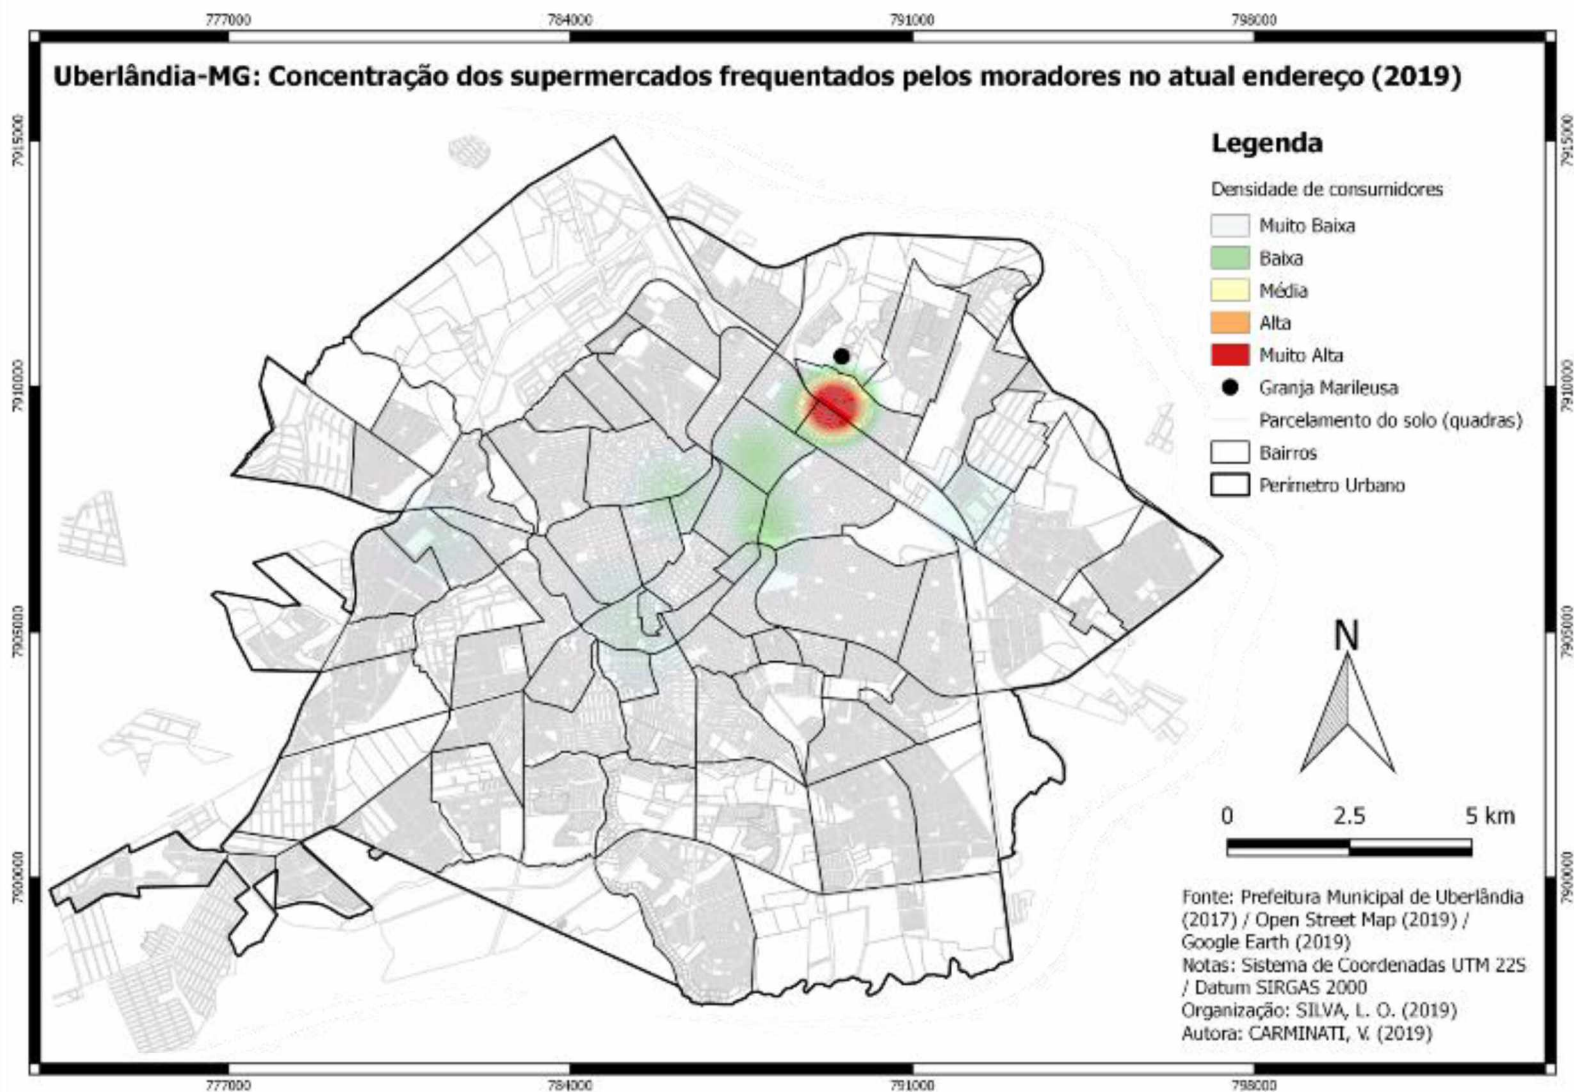 777000 784000 791000 798000
Uberlândia-MG: Concentração dos supermercados frequentados pelos moradores no atual endereço (2019)
7915000 7915000
Legenda
Densidade de consumidores
Muito Baixa
Baixa
Média
Alta
Muito Alta
Granja Marileusa
Parcelamento do solo (quadras)
Bairros
Perímetro Urbano
7910000 7910000
7905000 7905000
N
0 2.5 5 km
7900000 7900000
Fonte: Prefeitura Municipal de Uberlândia
(2017) / Open Street Map (2019) /
Google Earth (2019)
Notas: Sistema de Coordenadas UTM 22S
/ Datum SIRGAS 2000
Organização: SILVA, L. O. (2019)
Autora: CARMINATI, V. (2019)
777000 784000 791000 798000